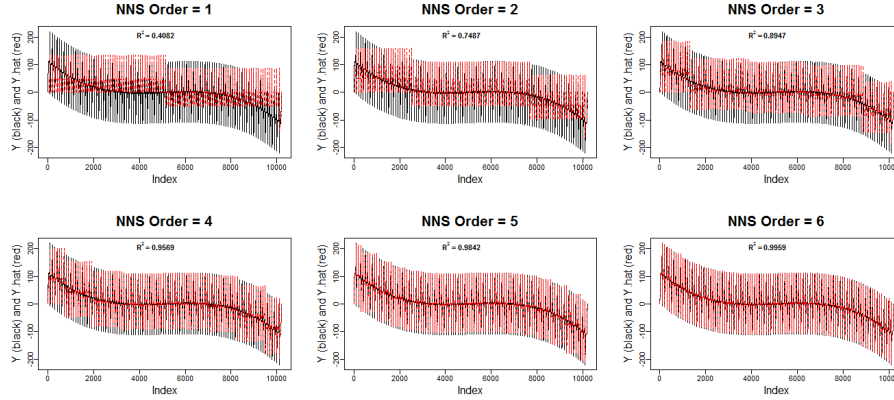 NNS Order = 1
R² = 0.4082
Y (black) and Y hat (red)
200
100
0
-100
-200
0
2000
4000
6000
8000
10000
Index
NNS Order = 2
R² = 0.7487
Y (black) and Y hat (red)
200
100
0
-100
-200
0
2000
4000
6000
8000
10000
Index
NNS Order = 3
R² = 0.8947
Y (black) and Y hat (red)
200
100
0
-100
-200
0
2000
4000
6000
8000
1000
Index
NNS Order = 4
R² = 0.9569
Y (black) and Y hat (red)
200
100
0
-100
-200
0
2000
4000
6000
8000
10000
Index
NNS Order = 5
R² = 0.9842
Y (black) and Y hat (red)
200
100
0
-100
-200
0
2000
4000
6000
8000
10000
Index
NNS Order = 6
R² = 0.9959
Y (black) and Y hat (red)
200
100
0
-100
-200
0
2000
4000
6000
8000
1000
Index